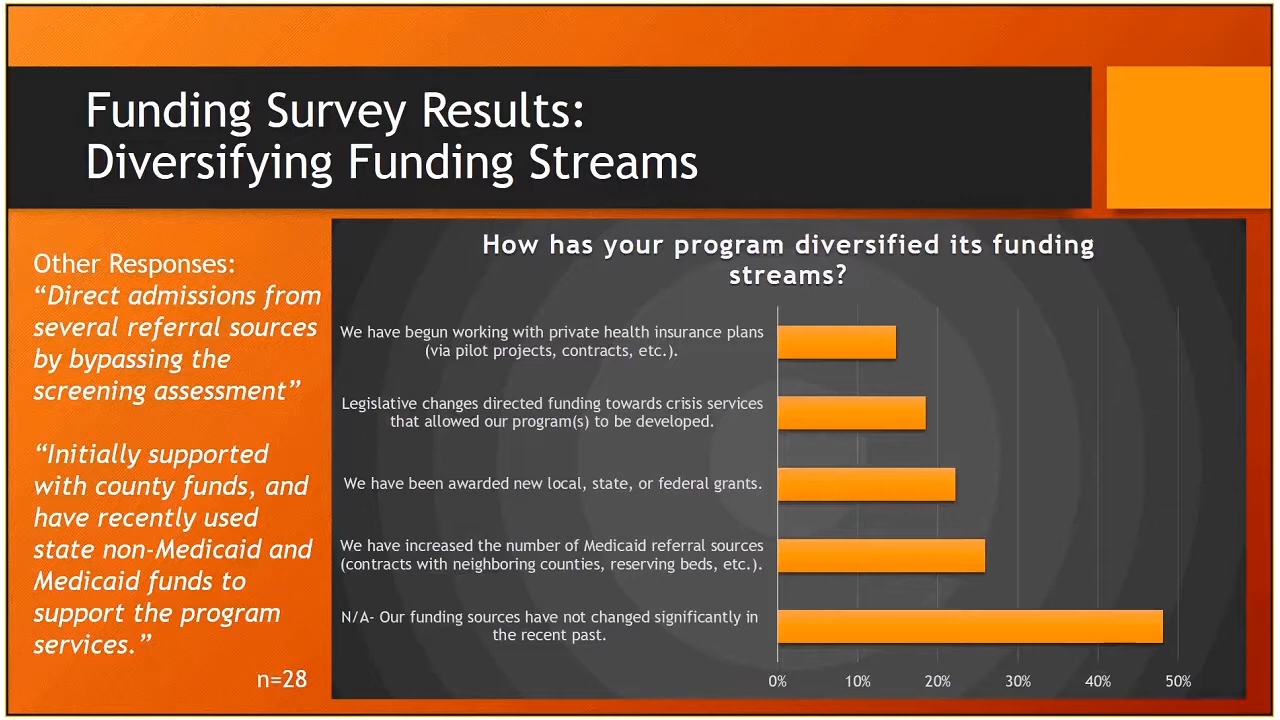 Funding Survey Results:
Diversifying Funding Streams
Other Responses:
“Direct admissions from
several referral sources
by bypassing the
screening assessment”
“Initially supported
with county funds, and
have recently used
state non-Medicaid and
Medicaid funds to
support the program
services.”
n=28
How has your program diversified its funding
streams?
We have begun working with private health insurance plans
(via pilot projects, contracts, etc.).
Legislative changes directed funding towards crisis services
that allowed our program(s) to be developed.
We have been awarded new local, state, or federal grants.
We have increased the number of Medicaid referral sources
(contracts with neighboring counties, reserving beds, etc.).
N/A- Our funding sources have not changed significantly in
the recent past.
0% 10% 20% 30% 40% 50%